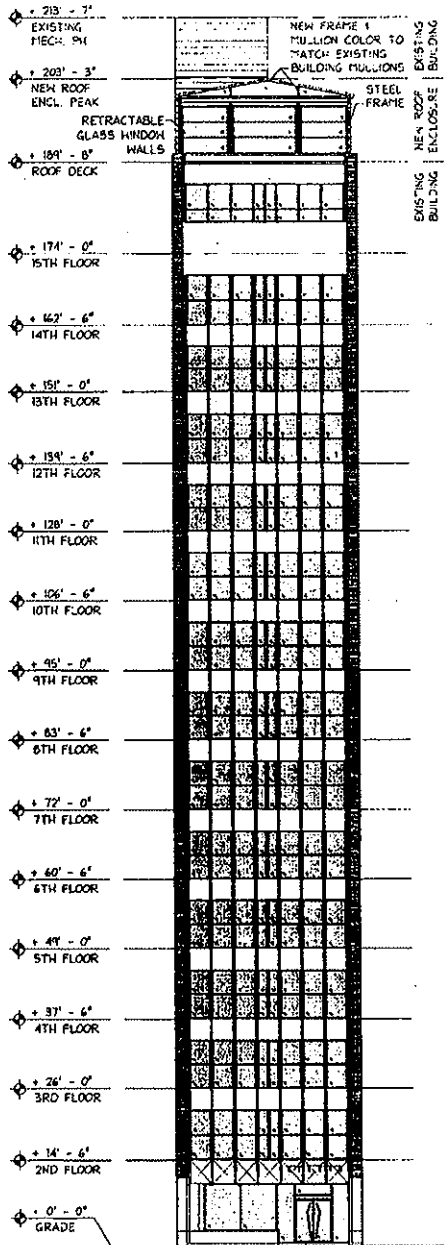 + 213' - 7"
EXISTING
MECH. PH
NEW FRAME &
MULLION COLOR TO
MATCH EXISTING
BUILDING MULLIONS
EXISTING
BUILDING
+ 203' - 3"
NEW ROOF
ENCL. PEAK
STEEL
FRAME
RETRACTABLE
GLASS WINDOW
WALLS
NEW ROOF
ENCLOSURE
+ 189' - 8"
ROOF DECK
EXISTING
BUILDING
+ 174' - 0"
15TH FLOOR
+ 162' - 6"
14TH FLOOR
+ 151' - 0"
13TH FLOOR
+ 139' - 6"
12TH FLOOR
+ 128' - 0"
11TH FLOOR
+ 106' - 6"
10TH FLOOR
+ 95' - 0"
9TH FLOOR
+ 83' - 6"
8TH FLOOR
+ 72' - 0"
7TH FLOOR
+ 60' - 6"
6TH FLOOR
+ 49' - 0"
5TH FLOOR
+ 37' - 6"
4TH FLOOR
+ 26' - 0"
3RD FLOOR
+ 14' - 6"
2ND FLOOR
+ 0' - 0"
GRADE